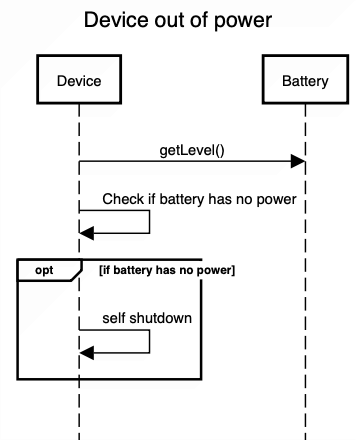 Device out of power
Device
Battery
getLevel()
Check if battery has no power
opt
[if battery has no power]
self shutdown